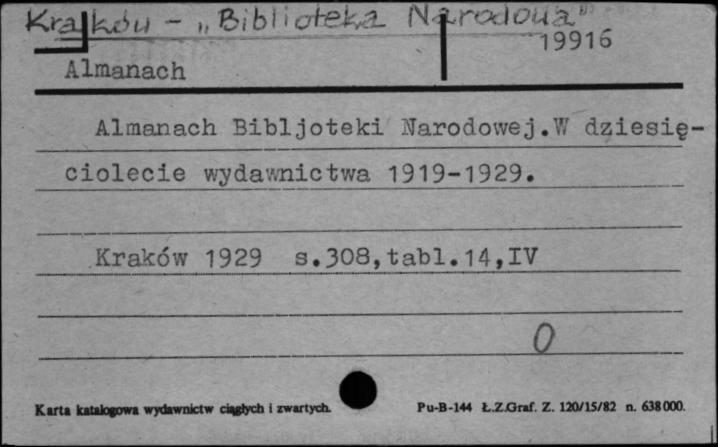 Kraków - „Biblioteka Narodowa"
19916
Almanach
Almanach Bibljoteki Narodowej.W dziesię-
ciolecie wydawnictwa 1919-1929.
Kraków 1929 s.308,tabl.14,IV
0
Karta katalogowa wydawnictw ciągłych i zwartych. Pu-B-144 Ł.Z.Graf. Z. 120/15/82 n. 638000.